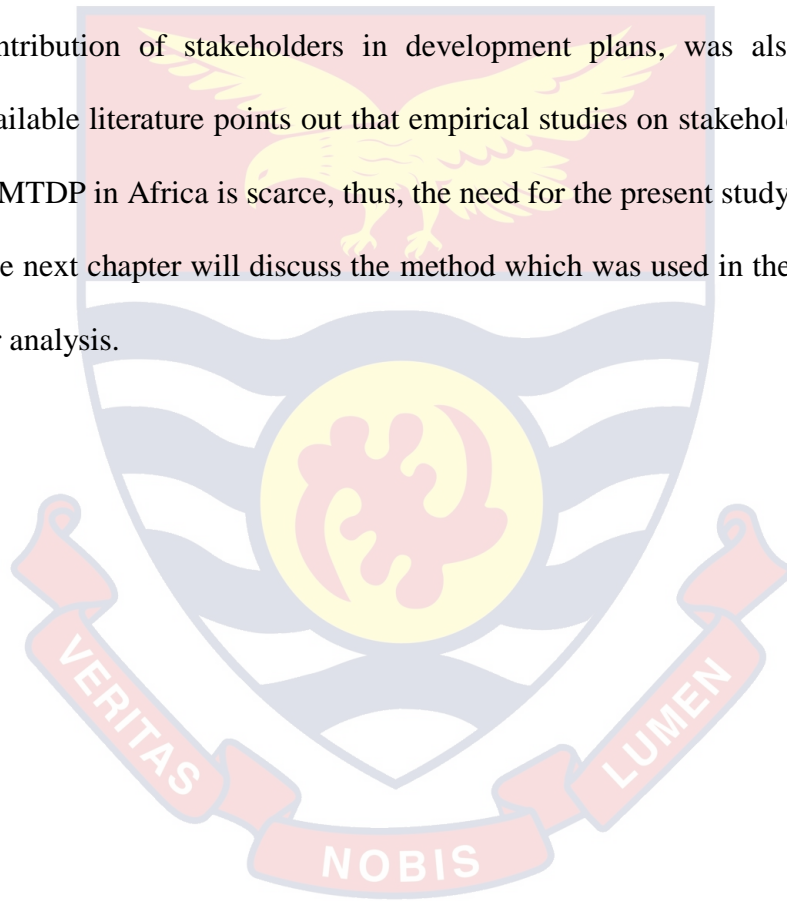 ntribution of stakeholders in development plans, was als
ailable literature points out that empirical studies on stakehol
MTDP in Africa is scarce, thus, the need for the present study
e next chapter will discuss the method which was used in the
r analysis.
VERITAS
NOBIS
LUMEN